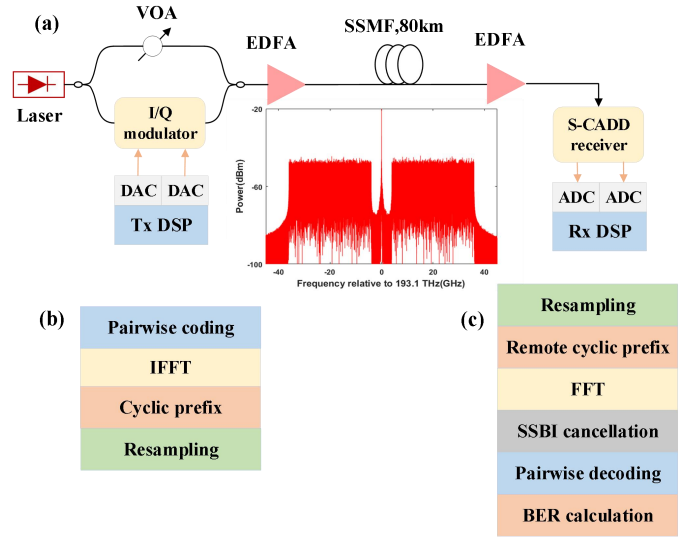 (a)
VOA
EDFA
SSMF,80km
EDFA
Laser
I/Q
modulator
S-CADD
receiver
DAC DAC
Tx DSP
ADC ADC
Rx DSP
-20
-60
-100
Power(dBm)
-40 -20 0 20 40
Frequency relative to 193.1 THz(GHz)
(b)
Pairwise coding
IFFT
Cyclic prefix
Resampling
(c)
Resampling
Remote cyclic prefix
FFT
SSBI cancellation
Pairwise decoding
BER calculation